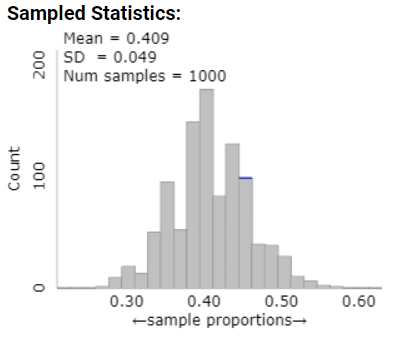 Sampled Statistics:
Mean = 0.409
SD = 0.049
Num samples = 1000
200
100
0
Count
0.30 0.40 0.50 0.60
←sample proportions→